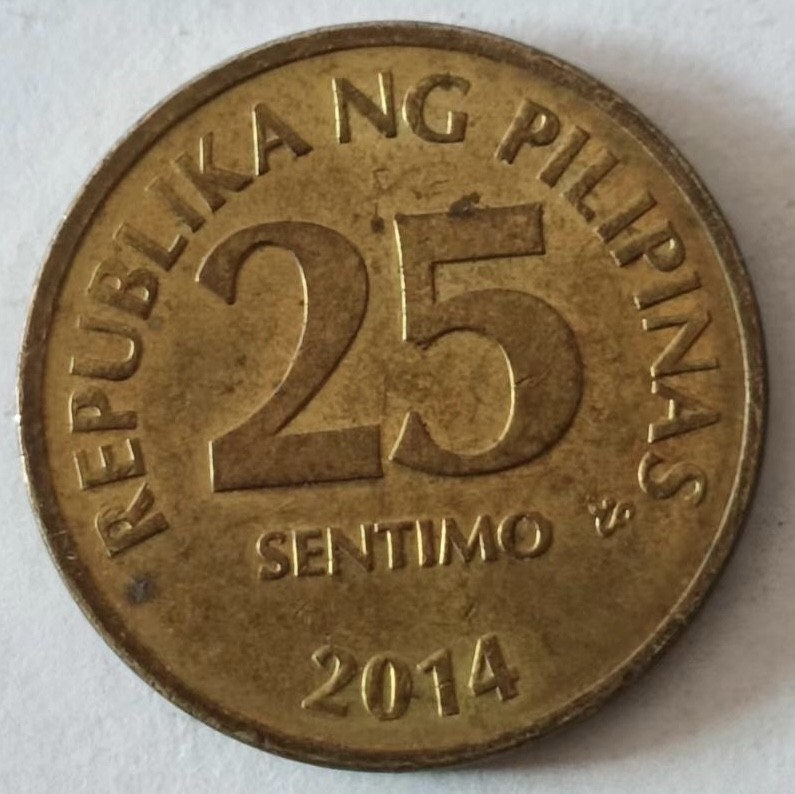 REPUBLIKA NG PILIPINAS
25
SENTIMO
2014